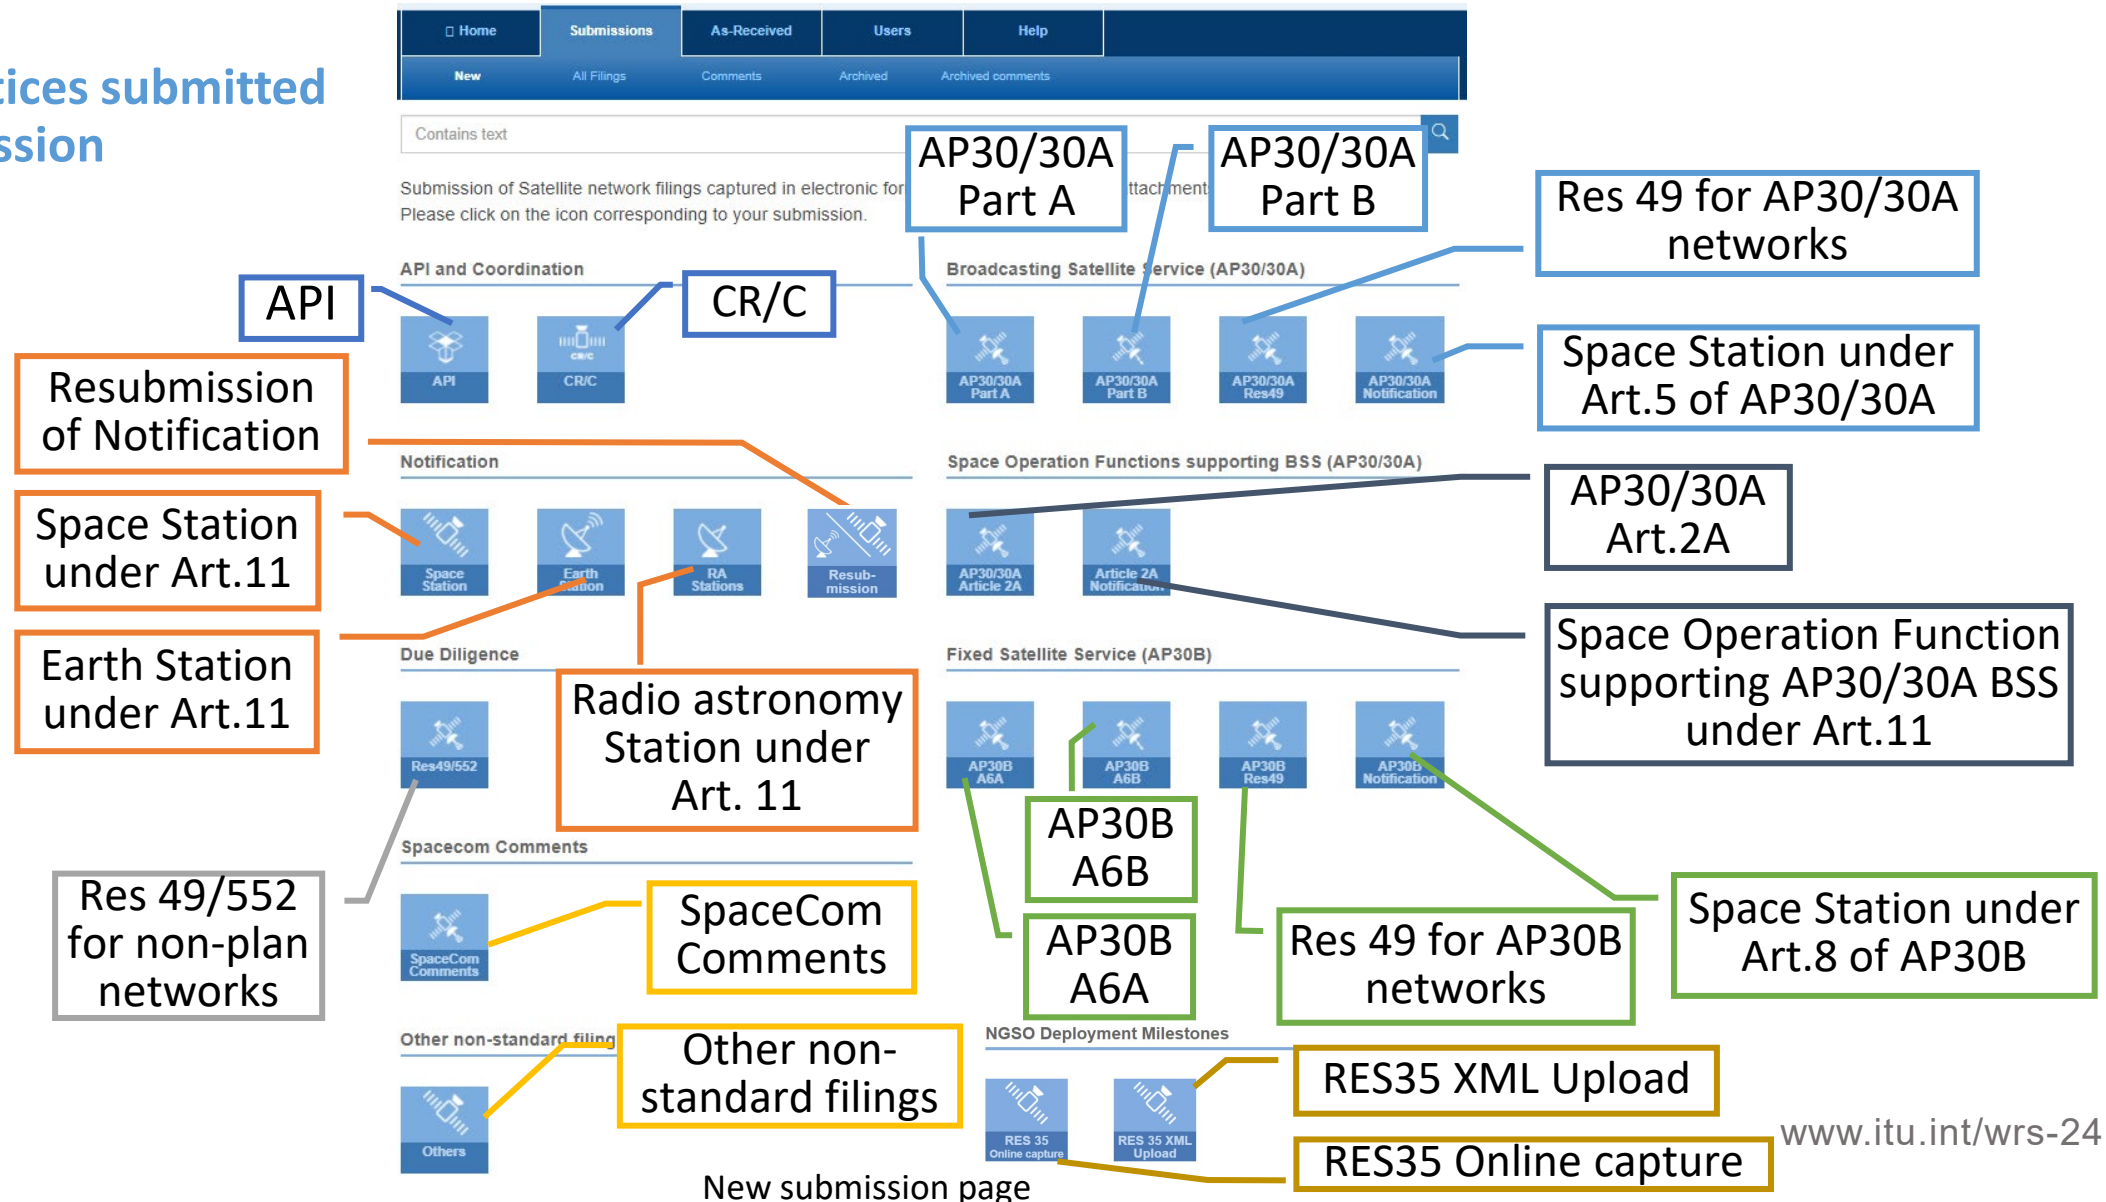 Home Submissions As-Received Users Help
New All Filings Comments Archived Archived comments
tices submitted
ssion
Contains text
AP30/30A
Part A
AP30/30A
Part B
Submission of Satellite network filings captured in electronic for
Please click on the icon corresponding to your submission.
Res 49 for AP30/30A
networks
API and Coordination
API
CR/C
API
CR/C
CR/C
Broadcasting Satellite Service (AP30/30A)
AP30/30A
Part A
AP30/30A
Part B
AP30/30A
Res49
AP30/30A
Notification
Space Station under
Art.5 of AP30/30A
Resubmission
of Notification
Notification
Space Station
under Art.11
Space
Station
Earth
Station
RA
Stations
Resub-
mission
Space Operation Functions supporting BSS (AP30/30A)
AP30/30A
Article 2A
Article 2A
Notification
AP30/30A
Art.2A
Earth Station
under Art.11
Due Diligence
Res49/552
Radio astronomy
Station under
Art. 11
Fixed Satellite Service (AP30B)
AP30B
A6A
AP30B
A6B
AP30B
Res49
AP30B
Notification
Space Operation Function
supporting AP30/30A BSS
under Art.11
AP30B
A6B
AP30B
A6A
Res 49 for AP30B
networks
Space Station under
Art.8 of AP30B
Spacecom Comments
Res 49/552
for non-plan
networks
SpaceCom
Comments
SpaceCom
Comments
Other non-standard filing
Others
Other non-
standard filings
NGSO Deployment Milestones
RES 35
Online capture
RES 35 XML
Upload
RES35 XML Upload
RES35 Online capture
www.itu.int/wrs-24
New submission page